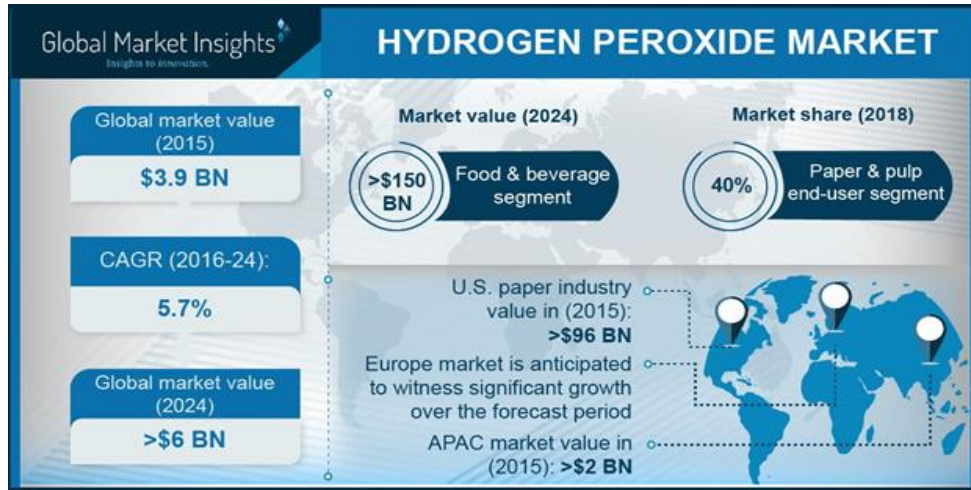 Global Market Insights
Insights to innovation.
HYDROGEN PEROXIDE MARKET
Global market value
(2015)
$3.9 BN
CAGR (2016-24):
5.7%
Global market value
(2024)
>$6 BN
Market value (2024)
>$150
BN
Food & beverage
segment
Market share (2018)
40%
Paper & pulp
end-user segment
U.S. paper industry
value in (2015):
>$96 BN
Europe market is anticipated
to witness significant growth
over the forecast period
APAC market value in
(2015): >$2 BN